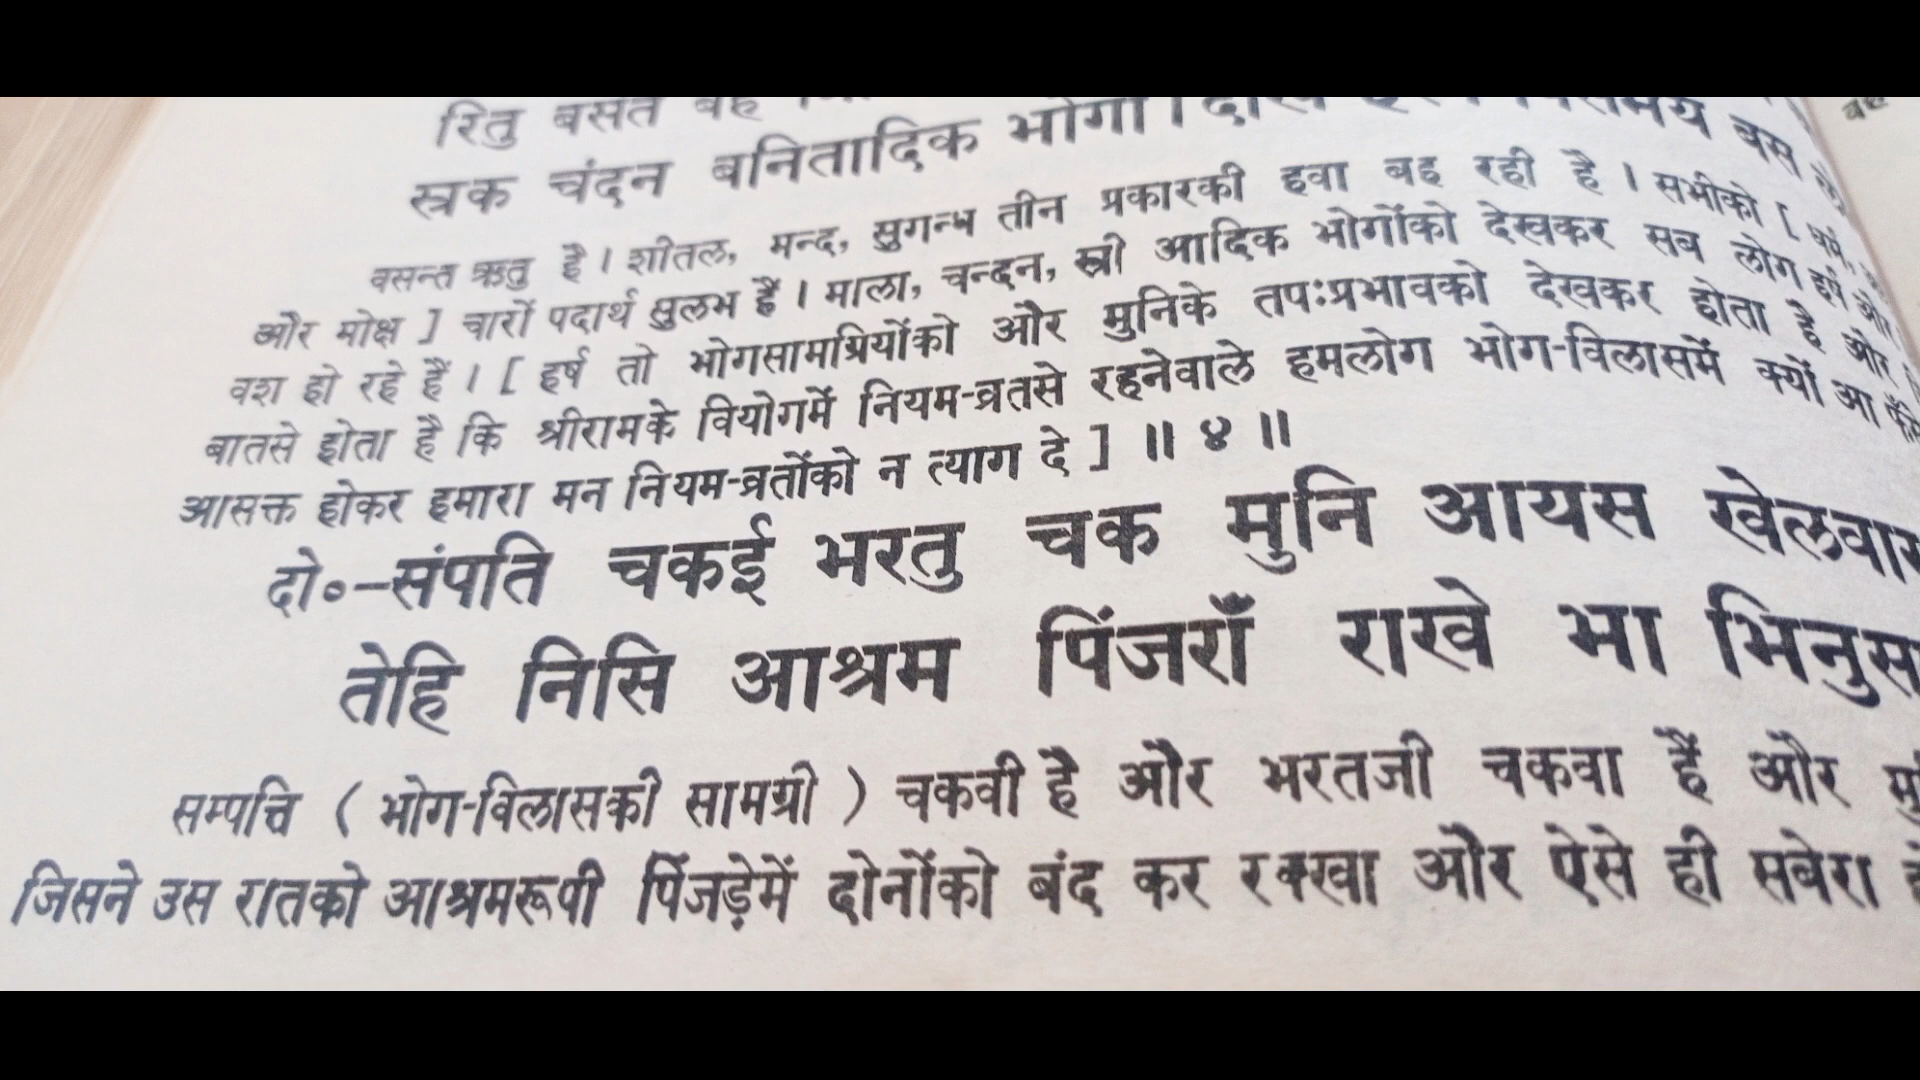 रितु बसंत बह
स्रक चंदन बनितादिक भोगा।
वसन्त ऋतु है। शीतल, मन्द, सुगन्ध तीन प्रकारकी हवा बह रही है। सभीको [ धर्म,
और मोक्ष ] चारों पदार्थ सुलभ हैं। माला, चन्दन, स्त्री आदिक भोगोंको देखकर सब लोग हर्ष और
वश हो रहे हैं। [ हर्ष तो भोगसामग्रियोंको और मुनिके तपःप्रभावको देखकर होता है और
बातसे होता है कि श्रीरामके वियोगमें नियम-व्रतसे रहनेवाले हमलोग भोग-विलासमें क्यों आ
आसक्त होकर हमारा मन नियम-व्रतोंको न त्याग दे ] ॥ ४ ॥
दो०–संपति चकई भरतु चक मुनि आयस खेलवार
तेहि निसि आश्रम पिंजराँ राखे भा भिनुसा
सम्पत्ति ( भोग-विलासकी सामग्री ) चकवी है और भरतजी चकवा हैं और मु
जिसने उस रातको आश्रमरूपी पिंजड़ेमें दोनोंको बंद कर रक्खा और ऐसे ही सबेरा